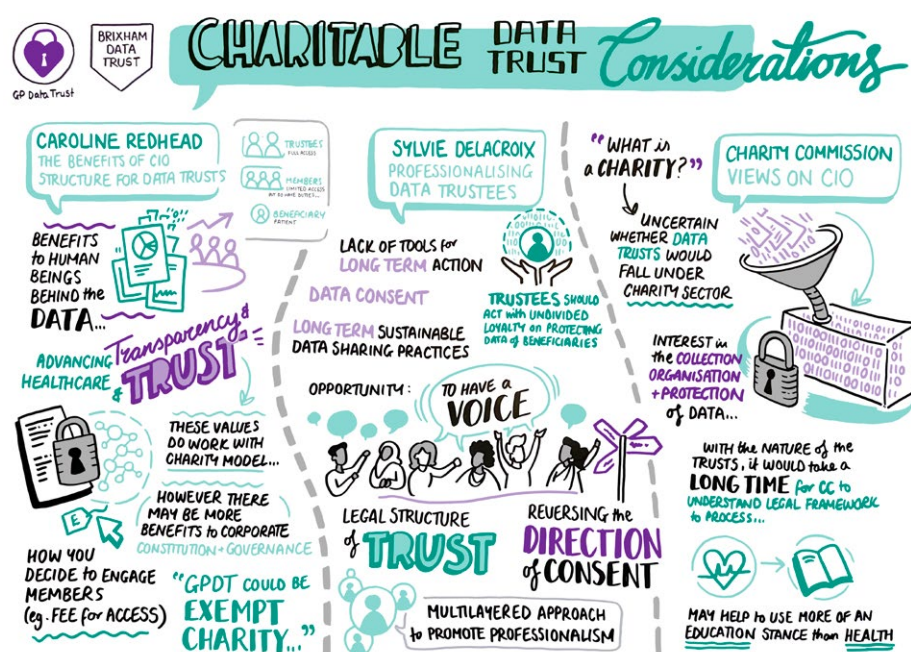 GP Data Trust
BRIXHAM
DATA
TRUST
CHARITABLE DATA
TRUST Considerations
CAROLINE REDHEAD
THE BENEFITS OF CIO
STRUCTURE FOR DATA TRUSTS
TRUSTEES
FULL ACCESS
MEMBERS
LIMITED ACCESS
BENEFICIARY
PATIENT
BENEFITS
to HUMAN
BEINGS
BEHIND the
DATA...
ADVANCING
HEALTHCARE
Transparency &
& TRUST
THESE VALUES
DO WORK WITH
CHARITY MODEL...
HOWEVER THERE
MAY BE MORE
BENEFITS to CORPORATE
CONSTITUTION + GOVERNANCE
£
HOW YOU
DECIDE to ENGAGE
MEMBERS
(eg. FEE for ACCESS)
"GPDT COULD BE
EXEMPT
CHARITY..."
SYLVIE DELACROIX
PROFESSIONALISING
DATA TRUSTEES
LACK OF TOOLS for
LONG TERM ACTION
DATA CONSENT
LONG TERM SUSTAINABLE
DATA SHARING PRACTICES
TRUSTEES SHOULD
ACT with UNDIVIDED
LOYALTY on PROTECTING
DATA of BENEFICIARIES
OPPORTUNITY:
TO HAVE a
VOICE
LEGAL STRUCTURE
of TRUST
REVERSING the
DIRECTION
of CONSENT
MULTILAYERED APPROACH
to PROMOTE PROFESSIONALISM
"WHAT is
a CHARITY?"
UNCERTAIN
WHETHER DATA
TRUSTS WOULD
FALL UNDER
CHARITY SECTOR
CHARITY COMMISSION
VIEWS ON CIO
INTEREST in
the COLLECTION
ORGANISATION
+ PROTECTION
of DATA...
WITH the NATURE of the
TRUSTS, it WOULD TAKE a
LONG TIME for CC to
UNDERSTAND LEGAL FRAMEWORK
to PROCESS...
MAY HELP to USE MORE OF AN
EDUCATION STANCE than HEALTH